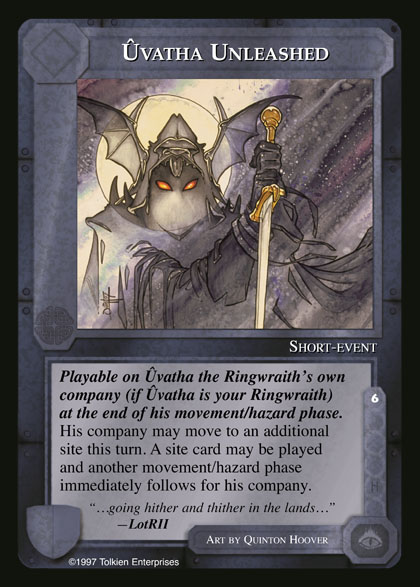 Ûvatha Unleashed
Short-event
Playable on Ûvatha the Ringwraith's own
company (if Ûvatha is your Ringwraith)
at the end of his movement/hazard phase.
His company may move to an additional
site this turn. A site card may be played
and another movement/hazard phase
immediately follows for his company.
“…going hither and thither in the lands…”
—LotRII
6
H
Art by Quinton Hoover
©1997 Tolkien Enterprises